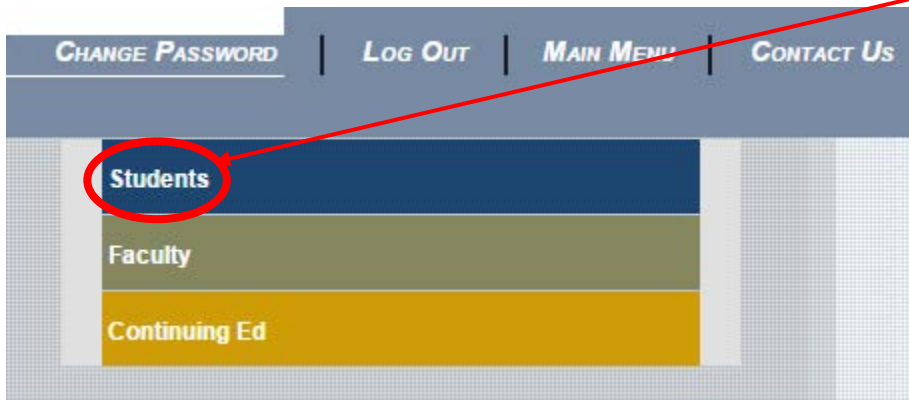 CHANGE PASSWORD | LOG OUT | MAIN MENU | CONTACT US
Students
Faculty
Continuing Ed